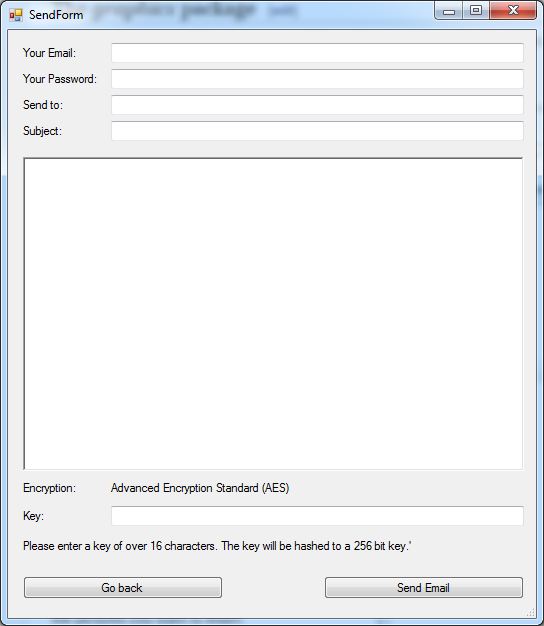 SendForm
Your Email:
Your Password:
Send to:
Subject:
Encryption: Advanced Encryption Standard (AES)
Key:
Please enter a key of over 16 characters. The key will be hashed to a 256 bit key.'
Go back Send Email